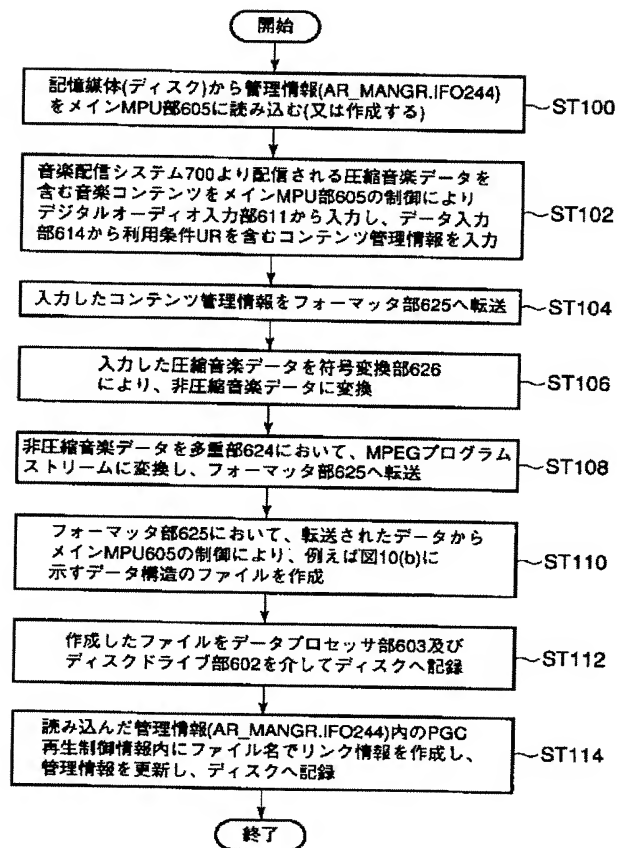 開始
記憶媒体(ディスク)から管理情報(AR_MANGR.IFO244)
をメインMPU部605に読み込む(又は作成する)
ST100
音楽配信システム700より配信される圧縮音楽データを
含む音楽コンテンツをメインMPU部605の制御により
デジタルオーディオ入力部611から入力し、データ入力
部614から利用条件URを含むコンテンツ管理情報を入力
ST102
入力したコンテンツ管理情報をフォーマッタ部625へ転送
ST104
入力した圧縮音楽データを符号変換部626
により、非圧縮音楽データに変換
ST106
非圧縮音楽データを多重部624において、MPEGプログラム
ストリームに変換し、フォーマッタ部625へ転送
ST108
フォーマッタ部625において、転送されたデータから
メインMPU605の制御により、例えば図10(b)に
示すデータ構造のファイルを作成
ST110
作成したファイルをデータプロセッサ部603及び
ディスクドライブ部602を介してディスクへ記録
ST112
読み込んだ管理情報(AR_MANGR.IFO244)内のPGC
再生制御情報内にファイル名でリンク情報を作成し、
管理情報を更新し、ディスクへ記録
ST114
終了